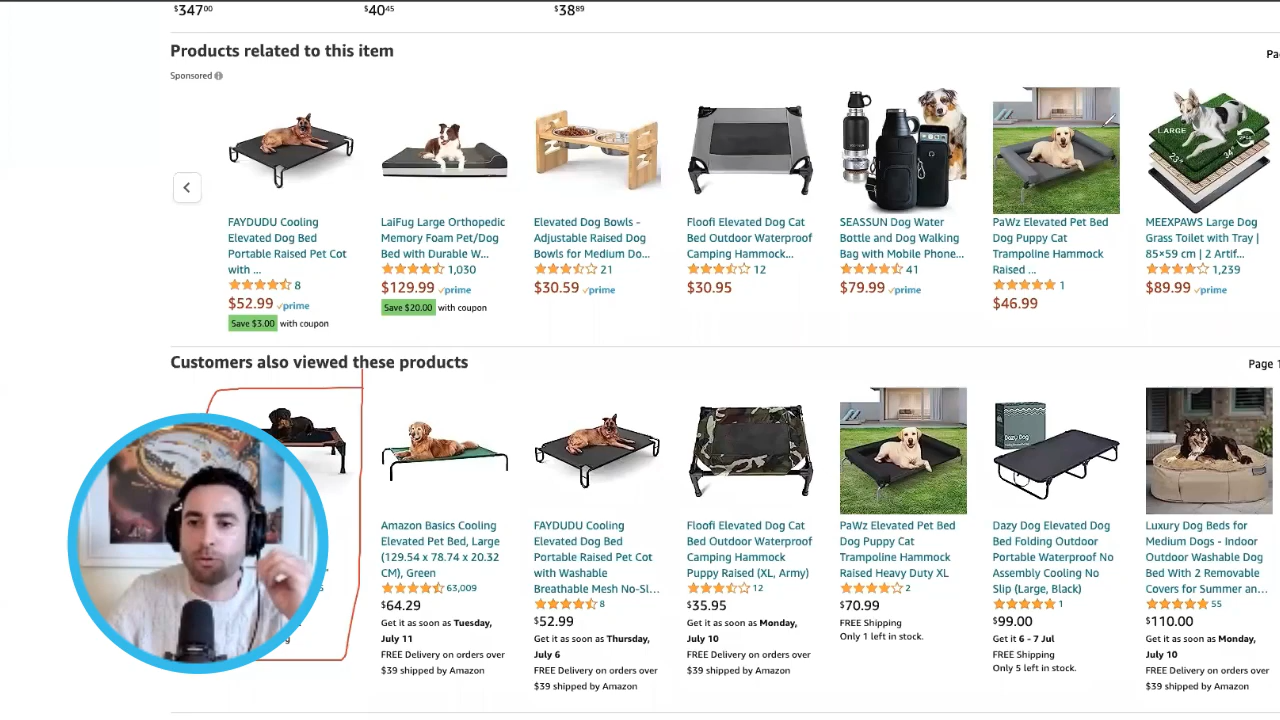 $347⁰⁰ $40⁴⁵ $38⁸⁹
Products related to this item
Pa
Sponsored
FAYDUDU Cooling
Elevated Dog Bed
Portable Raised Pet Cot
with ...
8
$52.99 prime
Save $3.00 with coupon
LaiFug Large Orthopedic
Memory Foam Pet/Dog
Bed with Durable W...
1,030
$129.99 prime
Save $20.00 with coupon
Elevated Dog Bowls -
Adjustable Raised Dog
Bowls for Medium Do...
21
$30.59 prime
Floofi Elevated Dog Cat
Bed Outdoor Waterproof
Camping Hammock...
12
$30.95
SEASSUN Dog Water
Bottle and Dog Walking
Bag with Mobile Phone...
41
$79.99 prime
PaWz Elevated Pet Bed
Dog Puppy Cat
Trampoline Hammock
Raised ...
1
$46.99
LARGE
23"
34"
MEEXPAWS Large Dog
Grass Toilet with Tray |
85×59 cm | 2 Artif...
1,239
$89.99 prime
Customers also viewed these products
Page 1
Amazon Basics Cooling
Elevated Pet Bed, Large
(129.54 x 78.74 x 20.32
CM), Green
63,009
$64.29
Get it as soon as Tuesday,
July 11
FREE Delivery on orders over
$39 shipped by Amazon
FAYDUDU Cooling
Elevated Dog Bed
Portable Raised Pet Cot
with Washable
Breathable Mesh No-Sl...
8
$52.99
Get it as soon as Thursday,
July 6
FREE Delivery on orders over
$39 shipped by Amazon
Floofi Elevated Dog Cat
Bed Outdoor Waterproof
Camping Hammock
Puppy Raised (XL, Army)
12
$35.95
Get it as soon as Monday,
July 10
FREE Delivery on orders over
$39 shipped by Amazon
PaWz Elevated Pet Bed
Dog Puppy Cat
Trampoline Hammock
Raised Heavy Duty XL
2
$70.99
FREE Shipping
Only 1 left in stock.
Dazy Dog
Dazy Dog Elevated Dog
Bed Folding Outdoor
Portable Waterproof No
Assembly Cooling No
Slip (Large, Black)
1
$99.00
Get it 6 - 7 Jul
FREE Shipping
Only 5 left in stock.
Luxury Dog Beds for
Medium Dogs - Indoor
Outdoor Washable Dog
Bed With 2 Removable
Covers for Summer an...
55
$110.00
Get it as soon as Monday,
July 10
FREE Delivery on orders over
$39 shipped by Amazon